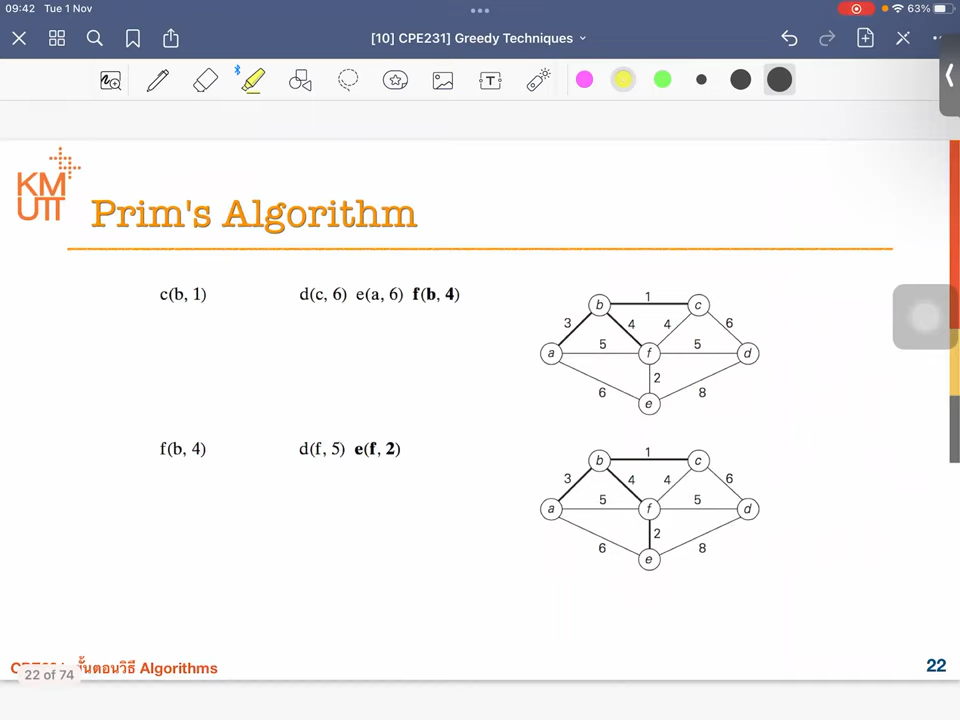 09:42 Tue 1 Nov
63%
[10] CPE231] Greedy Techniques
T
KM
UTT
Prim's Algorithm
c(b, 1) d(c, 6) e(a, 6) f(b, 4)
b 1 c
3 4 4 6
a 5 f 5 d
2
6 8
e
f(b, 4) d(f, 5) e(f, 2)
b 1 c
3 4 4 6
a 5 f 5 d
2
6 8
e
Algorithms
22
22 of 74